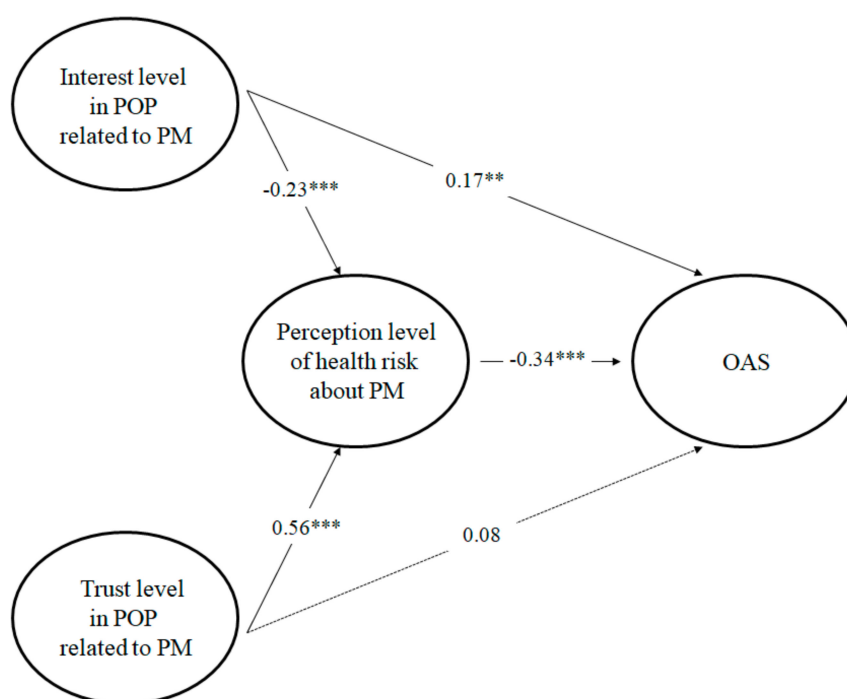 Interest level
in POP
related to PM
0.17**
-0.23***
Perception level
of health risk
about PM
-0.34***
OAS
0.56***
0.08
Trust level
in POP
related to PM